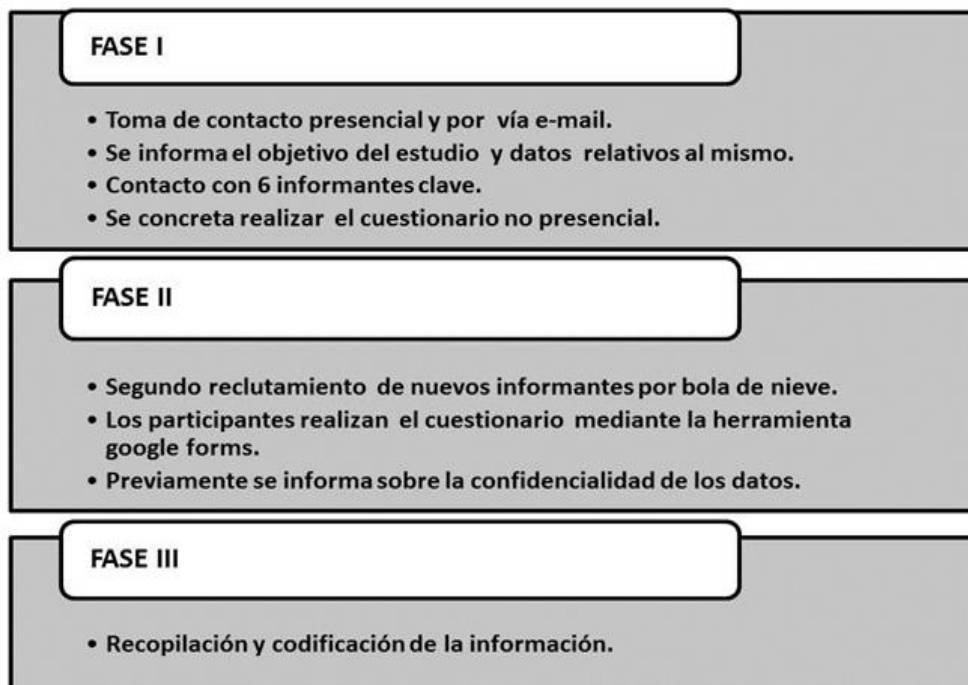 FASE I
• Toma de contacto presencial y por vía e-mail.
• Se informa el objetivo del estudio y datos relativos al mismo.
• Contacto con 6 informantes clave.
• Se concreta realizar el cuestionario no presencial.
FASE II
• Segundo reclutamiento de nuevos informantes por bola de nieve.
• Los participantes realizan el cuestionario mediante la herramienta
google forms.
• Previamente se informa sobre la confidencialidad de los datos.
FASE III
• Recopilación y codificación de la información.